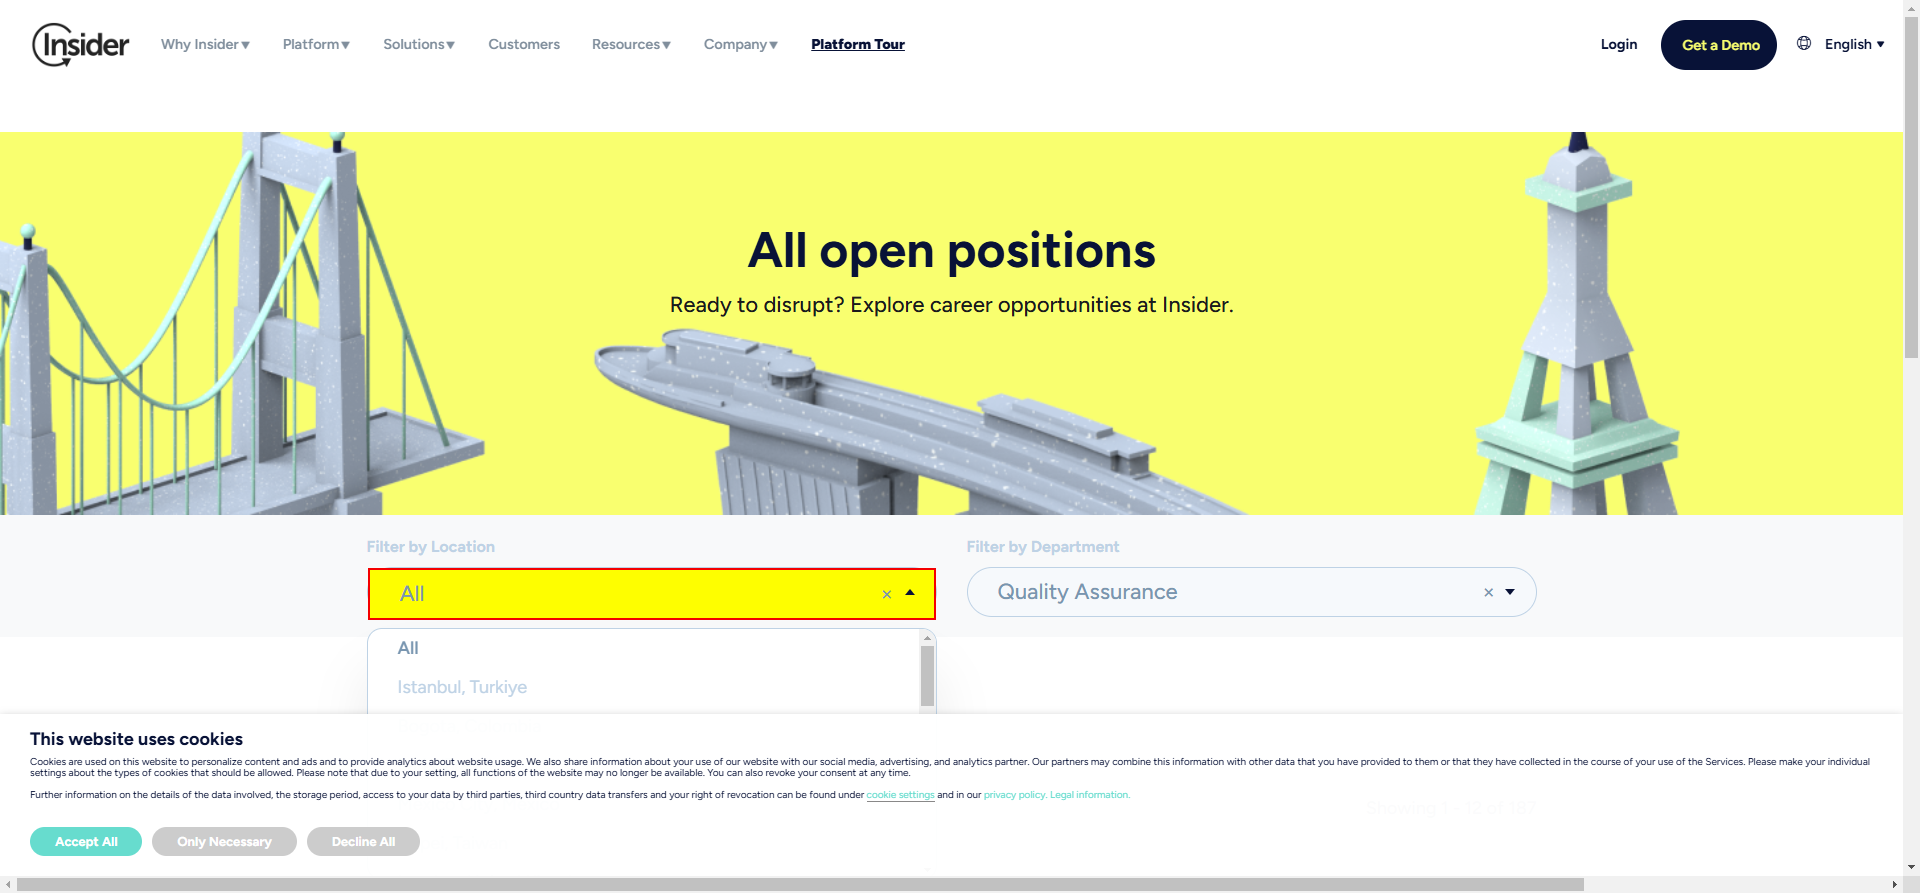 Insider
Why Insider
Platform
Solutions
Customers
Resources
Company
Platform Tour
Login
Get a Demo
English
All open positions
Ready to disrupt? Explore career opportunities at Insider.
Filter by Location
Filter by Department
All
×
Quality Assurance
×
All
Istanbul, Turkiye
This website uses cookies
Cookies are used on this website to personalize content and ads and to provide analytics about website usage. We also share information about your use of our website with our social media, advertising, and analytics partner. Our partners may combine this information with other data that you have provided to them or that they have collected in the course of your use of the Services. Please make your individual
settings about the types of cookies that should be allowed. Please note that due to your setting, all functions of the website may no longer be available. You can also revoke your consent at any time.
Further information on the details of the data involved, the storage period, access to your data by third parties, third country data transfers and your right of revocation can be found under cookie settings and in our privacy policy. Legal information.
Accept All
Only Necessary
Decline All